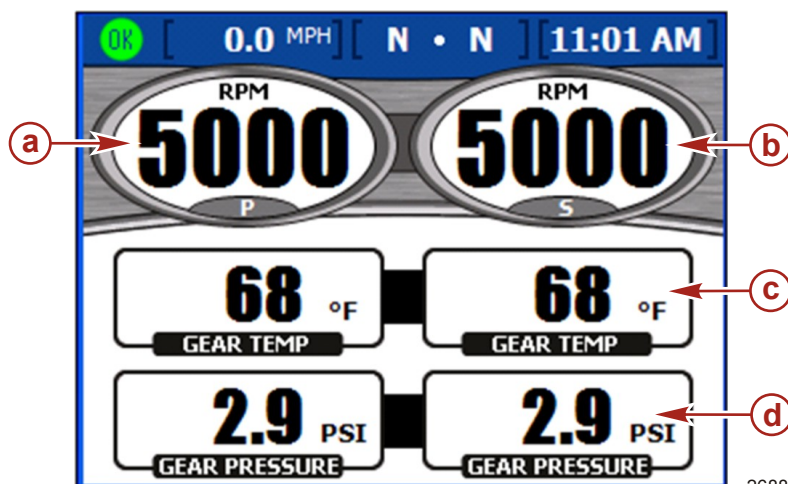 OK [ 0.0 MPH ] [ N • N ] [ 11:01 AM ]
RPM RPM
a 5000 5000 b
P S
68 °F 68 °F c
GEAR TEMP GEAR TEMP
2.9 PSI 2.9 PSI d
GEAR PRESSURE GEAR PRESSURE